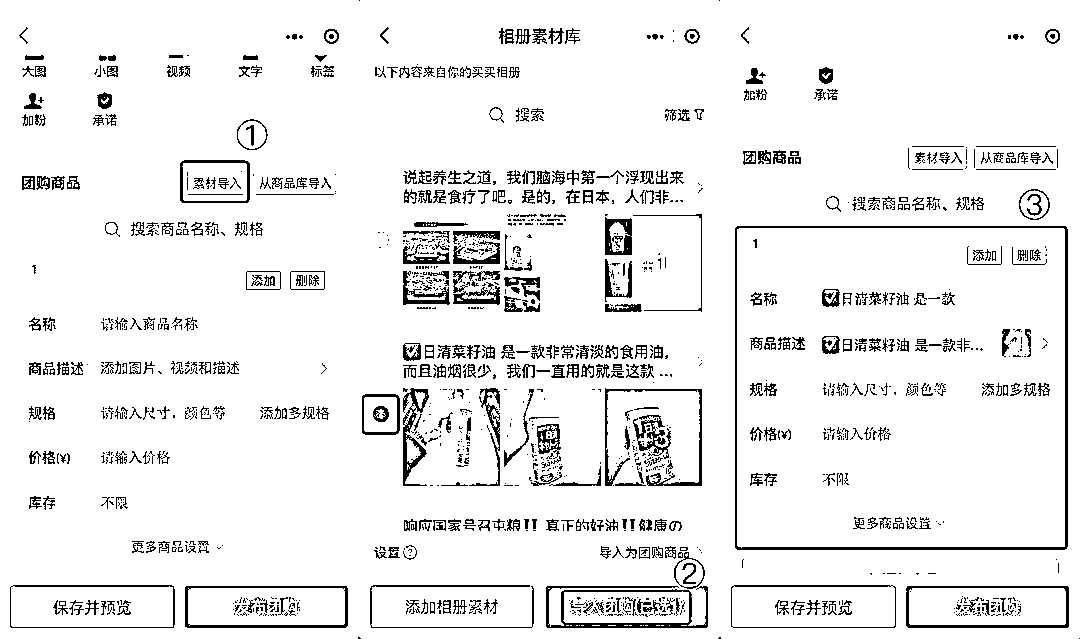 大图 小图 视频 文字 标签
加粉 承诺
①
团购商品 素材导入 从商品库导入
搜索商品名称、规格
1
添加 删除
名称 请输入商品名称
商品描述 添加图片、视频和描述
规格 请输入尺寸、颜色等 添加多规格
价格(¥) 请输入价格
库存 不限
更多商品设置
保存并预览 发布团购
相册素材库
以下内容来自你的买买相册
搜索 筛选
说起养生之道，我们脑海中第一个浮现出来
的就是食疗了吧。是的，在日本，人们非...
日清菜籽油 是一款非常清淡的食用油，
而且油烟很少，我们一直用的就是这款 ...
响应国家号召屯粮!! 真正的好油!! 健康の
设置? 导入为团购商品
②
添加相册素材 导入团购(已选1)
加粉 承诺
团购商品 素材导入 从商品库导入
搜索商品名称、规格 ③
1
添加 删除
名称 日清菜籽油 是一款
商品描述 日清菜籽油 是一款非...
规格 请输入尺寸、颜色等 添加多规格
价格(¥) 请输入价格
库存 不限
更多商品设置
保存并预览 发布团购